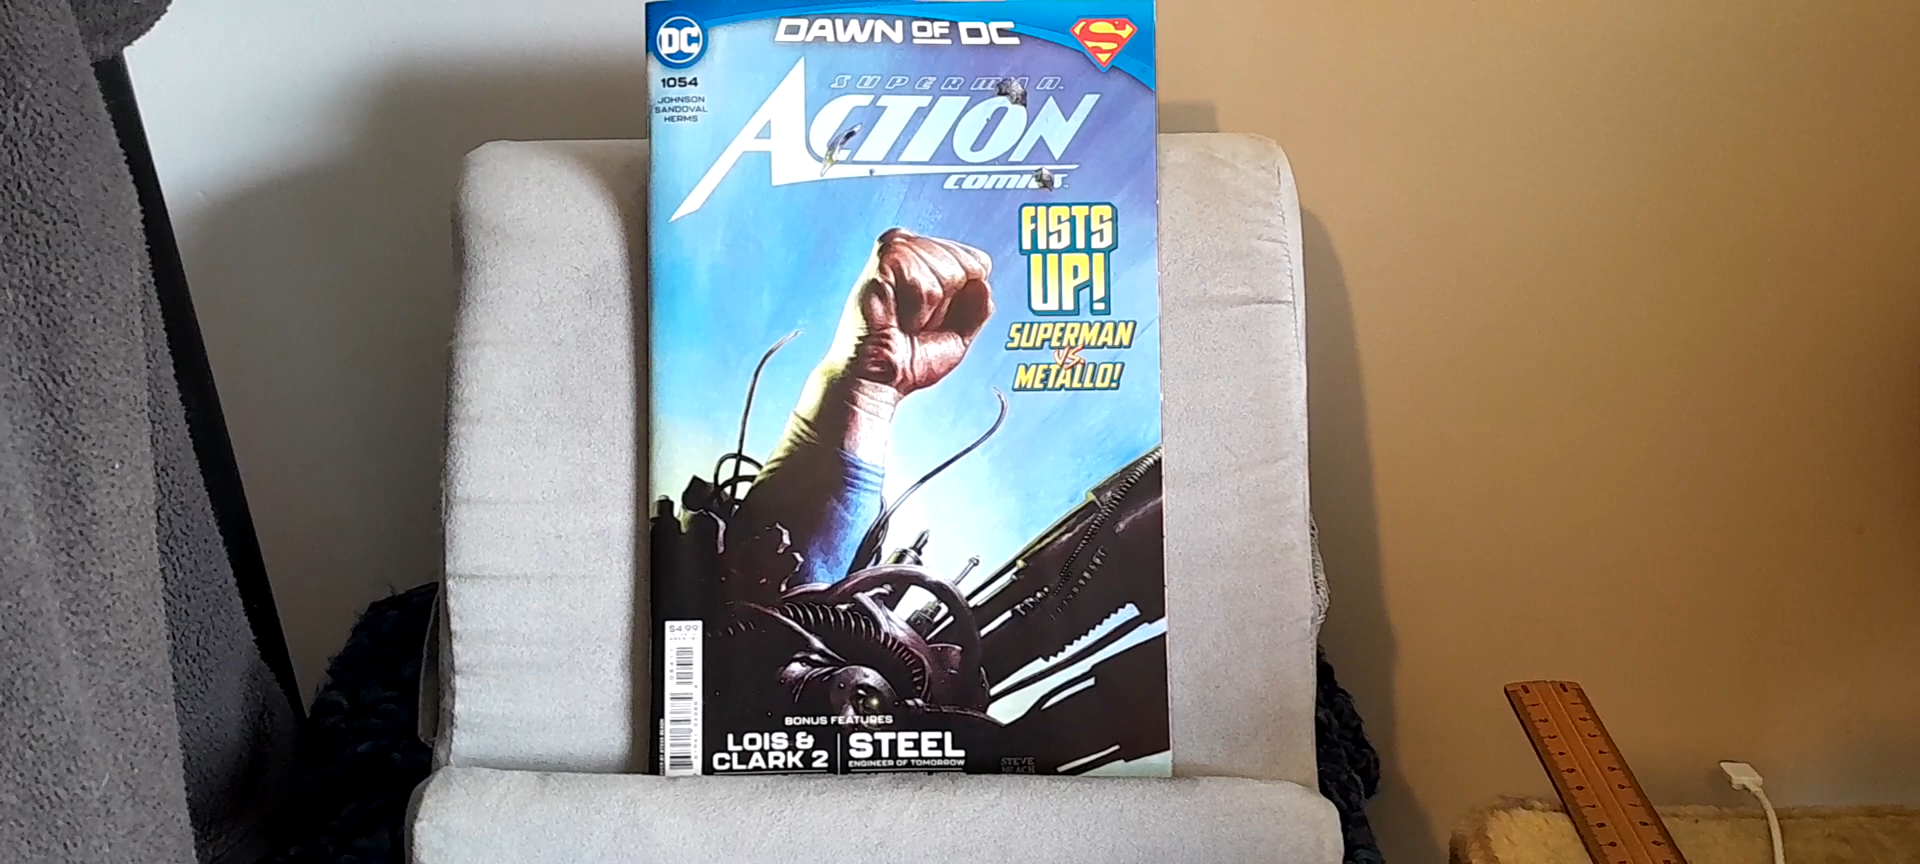 DAWN OF DC
DC
1054
JOHNSON
SANDOVAL
HERMS
SUPERMAN
ACTION
COMICS
FISTS
UP!
SUPERMAN
VS.
METALLO!
$4.99
BONUS FEATURES
LOIS &
CLARK 2
STEEL
ENGINEER OF TOMORROW
STEVE
BEACH